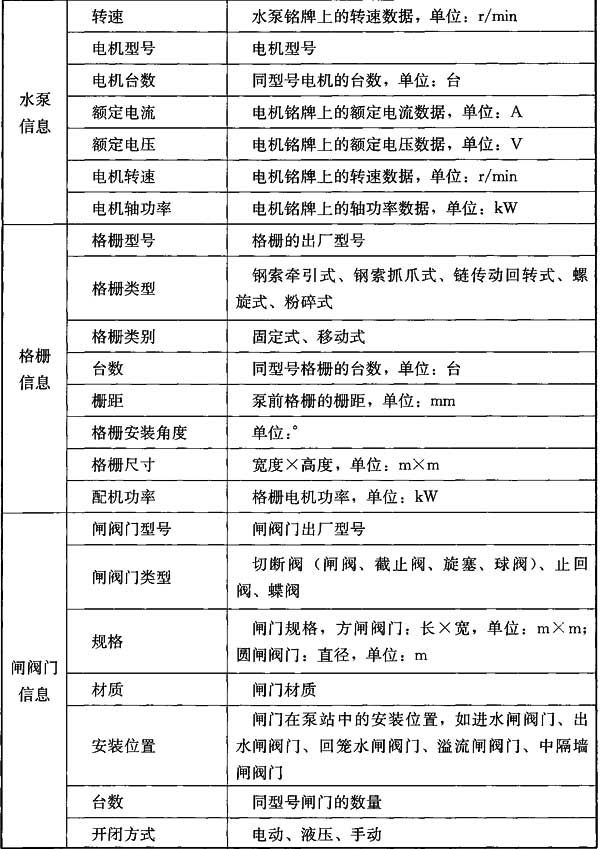 水泵
信息
转速 水泵铭牌上的转速数据，单位：r/min
电机型号 电机型号
电机台数 同型号电机的台数，单位：台
额定电流 电机铭牌上的额定电流数据，单位：A
额定电压 电机铭牌上的额定电压数据，单位：V
电机转速 电机铭牌上的转速数据，单位：r/min
电机轴功率 电机铭牌上的轴功率数据，单位：kW
格栅
信息
格栅型号 格栅的出厂型号
格栅类型 钢索牵引式、钢索抓爪式、链传动回转式、螺
旋式、粉碎式
格栅类别 固定式、移动式
台数 同型号格栅的台数，单位：台
栅距 泵前格栅的栅距，单位：mm
格栅安装角度 单位：°
格栅尺寸 宽度×高度，单位：m×m
配机功率 格栅电机功率，单位：kW
闸阀门
信息
闸阀门型号 闸阀门出厂型号
闸阀门类型 切断阀（闸阀、截止阀、旋塞、球阀）、止回
阀、蝶阀
规格 闸门规格，方闸阀门：长×宽，单位：m×m；
圆闸阀门：直径，单位：m
材质 闸门材质
安装位置 闸门在泵站中的安装位置，如进水闸阀门、出
水闸阀门、回笼水闸阀门、溢流闸阀门、中隔墙
闸阀门
台数 同型号闸门的数量
开闭方式 电动、液压、手动